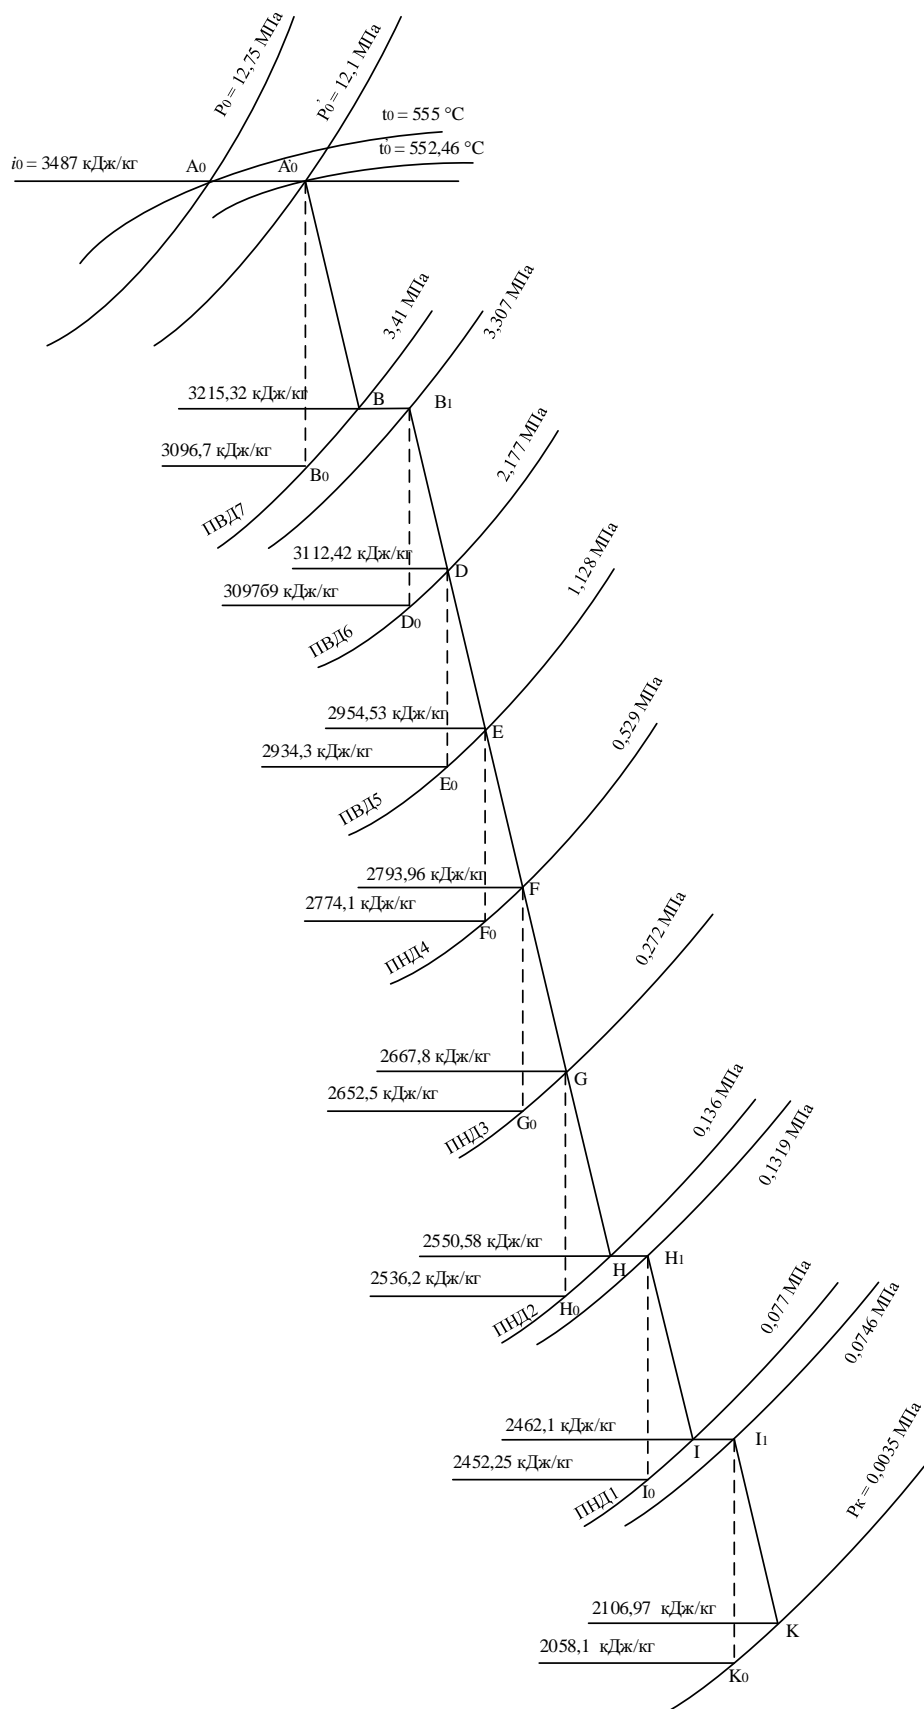 P0 = 12,75 МПа
P0' = 12,1 МПа
t0 = 555 °C
t0' = 552,46 °C
i0 = 3487 кДж/кг
A0
A0'
3,41 МПа
3,307 МПа
3215,32 кДж/кг
B
B1
3096,7 кДж/кг
B0
ПВД7
2,177 МПа
3112,42 кДж/кг
D
309769 кДж/кг
D0
ПВД6
1,128 МПа
2954,53 кДж/кг
E
2934,3 кДж/кг
E0
ПВД5
0,529 МПа
2793,96 кДж/кг
F
2774,1 кДж/кг
F0
ПНД4
0,272 МПа
2667,8 кДж/кг
G
2652,5 кДж/кг
G0
ПНД3
0,136 МПа
0,1319 МПа
2550,58 кДж/кг
H
H1
2536,2 кДж/кг
H0
ПНД2
0,077 МПа
0,0746 МПа
2462,1 кДж/кг
I
I1
2452,25 кДж/кг
I0
ПНД1
Pк = 0,0035 МПа
2106,97 кДж/кг
K
2058,1 кДж/кг
K0